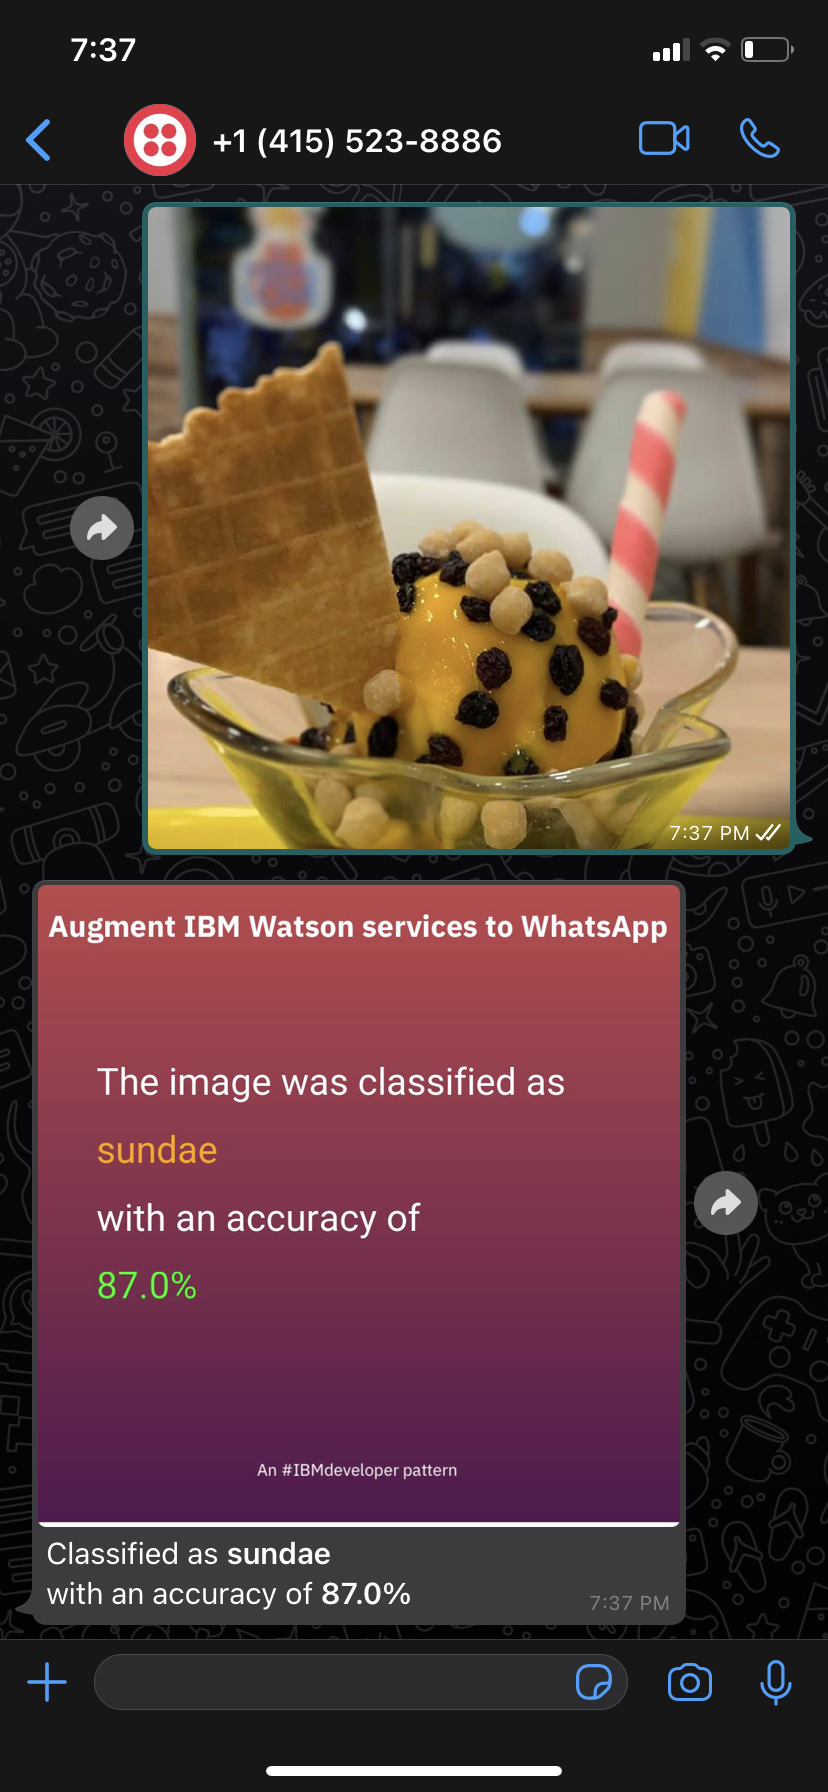 7:37
+1 (415) 523-8886
7:37 PM
Augment IBM Watson services to WhatsApp
The image was classified as
sundae
with an accuracy of
87.0%
An #IBMdeveloper pattern
Classified as sundae
with an accuracy of 87.0%
7:37 PM